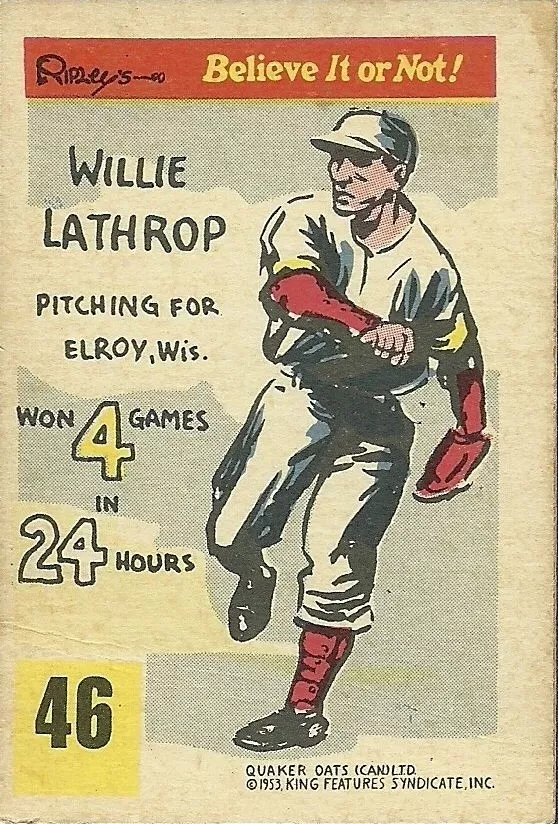 RIPLEY'S
Believe It or Not!
WILLIE
LATHROP
PITCHING FOR
ELROY, Wis.
WON 4 GAMES
IN
24 HOURS
46
QUAKER OATS (CAN) LTD.
©1953, KING FEATURES SYNDICATE, INC.